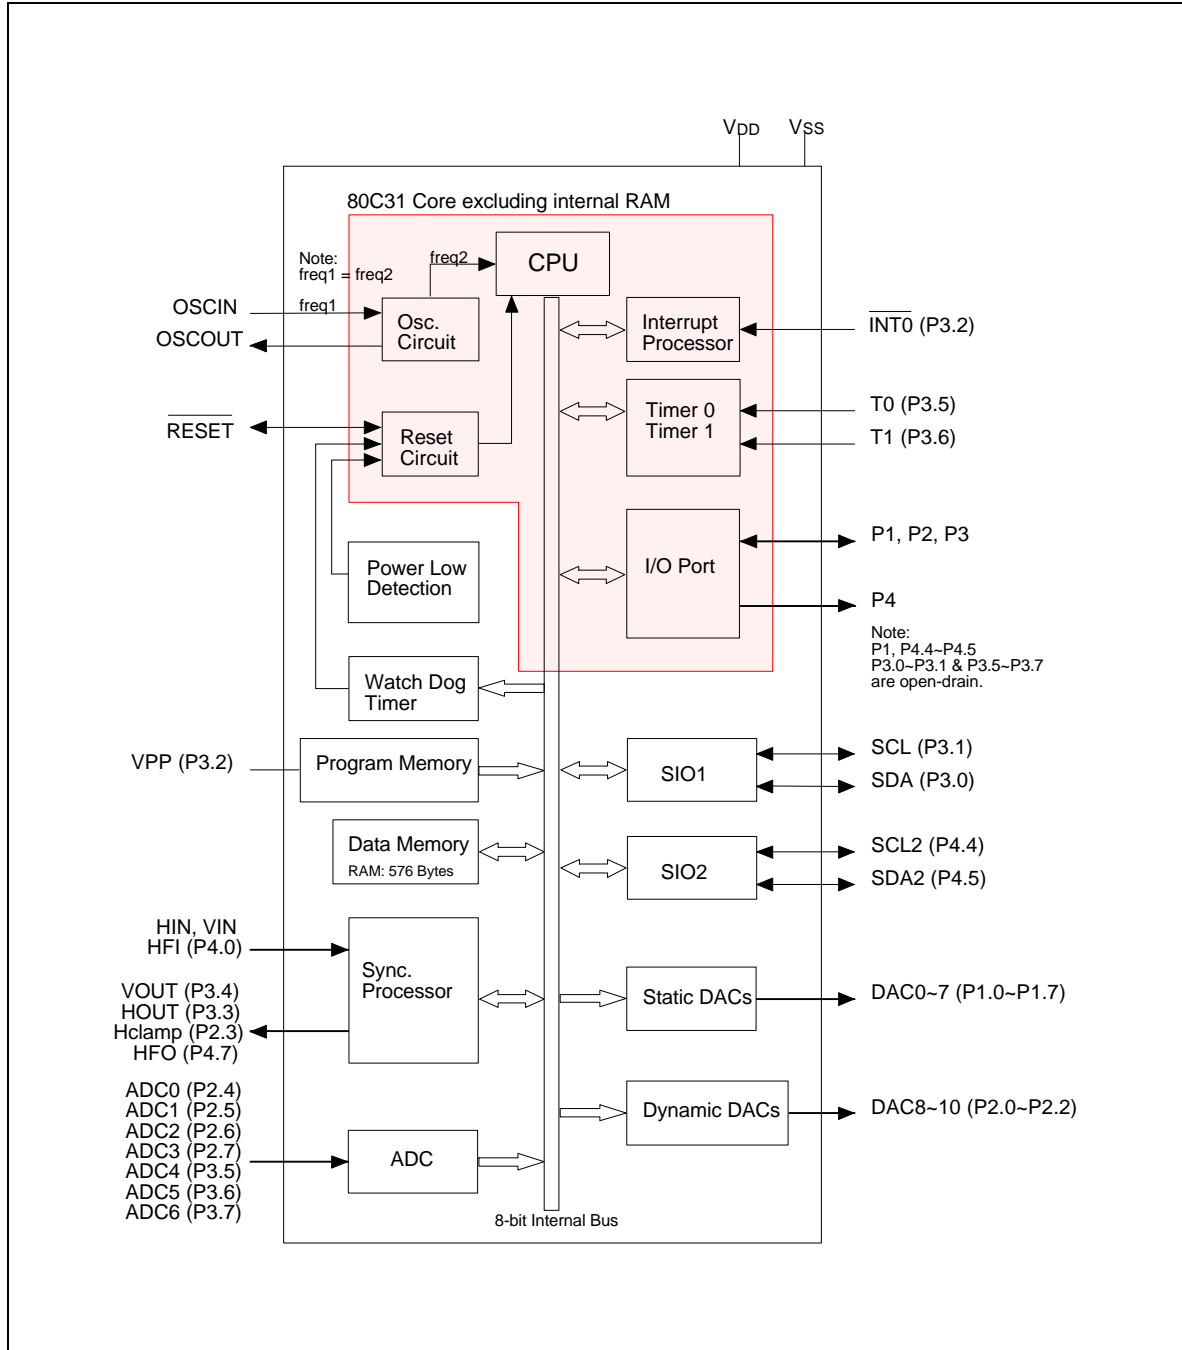 VDD
VSS
80C31 Core excluding internal RAM
Note:
freq1 = freq2
freq2
CPU
OSCIN
freq1
OSCOUT
Osc.
Circuit
Interrupt
Processor
INT0 (P3.2)
RESET
Reset
Circuit
Timer 0
Timer 1
T0 (P3.5)
T1 (P3.6)
Power Low
Detection
I/O Port
P1, P2, P3
P4
Note:
P1, P4.4~P4.5
P3.0~P3.1 & P3.5~P3.7
are open-drain.
Watch Dog
Timer
VPP (P3.2)
Program Memory
SIO1
SCL (P3.1)
SDA (P3.0)
Data Memory
RAM: 576 Bytes
SIO2
SCL2 (P4.4)
SDA2 (P4.5)
HIN, VIN
HFI (P4.0)
VOUT (P3.4)
HOUT (P3.3)
Hclamp (P2.3)
HFO (P4.7)
Sync.
Processor
Static DACs
DAC0~7 (P1.0~P1.7)
ADC0 (P2.4)
ADC1 (P2.5)
ADC2 (P2.6)
ADC3 (P2.7)
ADC4 (P3.5)
ADC5 (P3.6)
ADC6 (P3.7)
ADC
Dynamic DACs
DAC8~10 (P2.0~P2.2)
8-bit Internal Bus